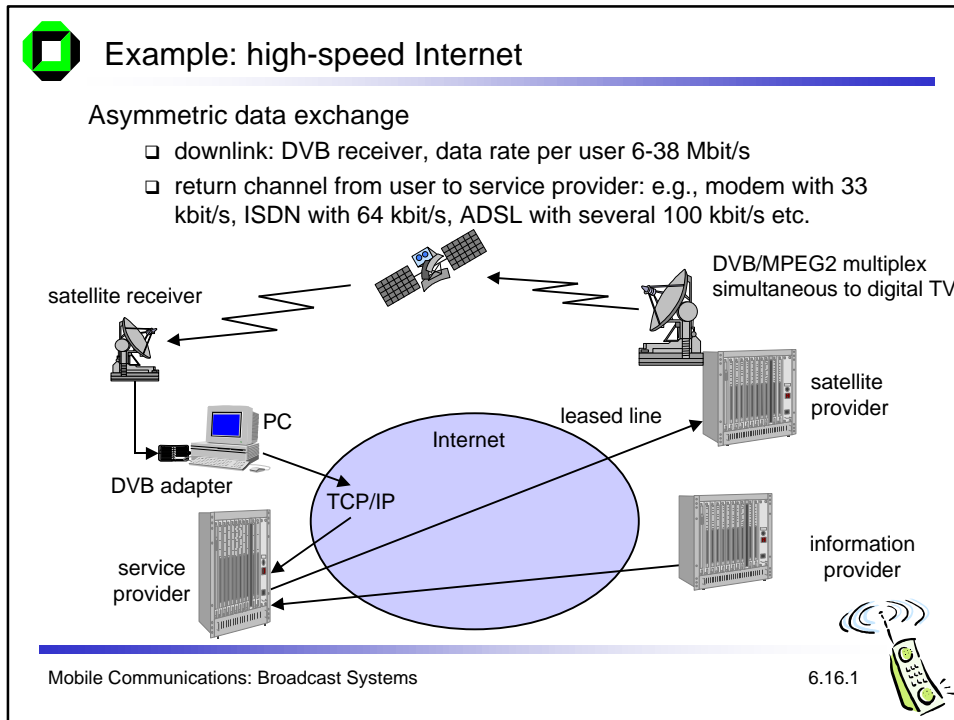 Example: high-speed Internet
Asymmetric data exchange
❑ downlink: DVB receiver, data rate per user 6-38 Mbit/s
❑ return channel from user to service provider: e.g., modem with 33
kbit/s, ISDN with 64 kbit/s, ADSL with several 100 kbit/s etc.
DVB/MPEG2 multiplex
simultaneous to digital TV
satellite receiver
satellite
provider
leased line
PC
Internet
DVB adapter
TCP/IP
service
provider
information
provider
Mobile Communications: Broadcast Systems
6.16.1